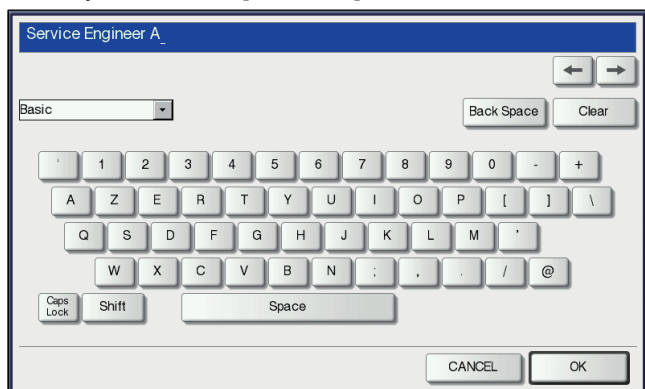 Service Engineer A_
← →
Basic Back Space Clear
' 1 2 3 4 5 6 7 8 9 0 - +
A Z E R T Y U I O P [ ] \
Q S D F G H J K L M '
W X C V B N ; , . / @
Caps Lock Shift Space
CANCEL OK